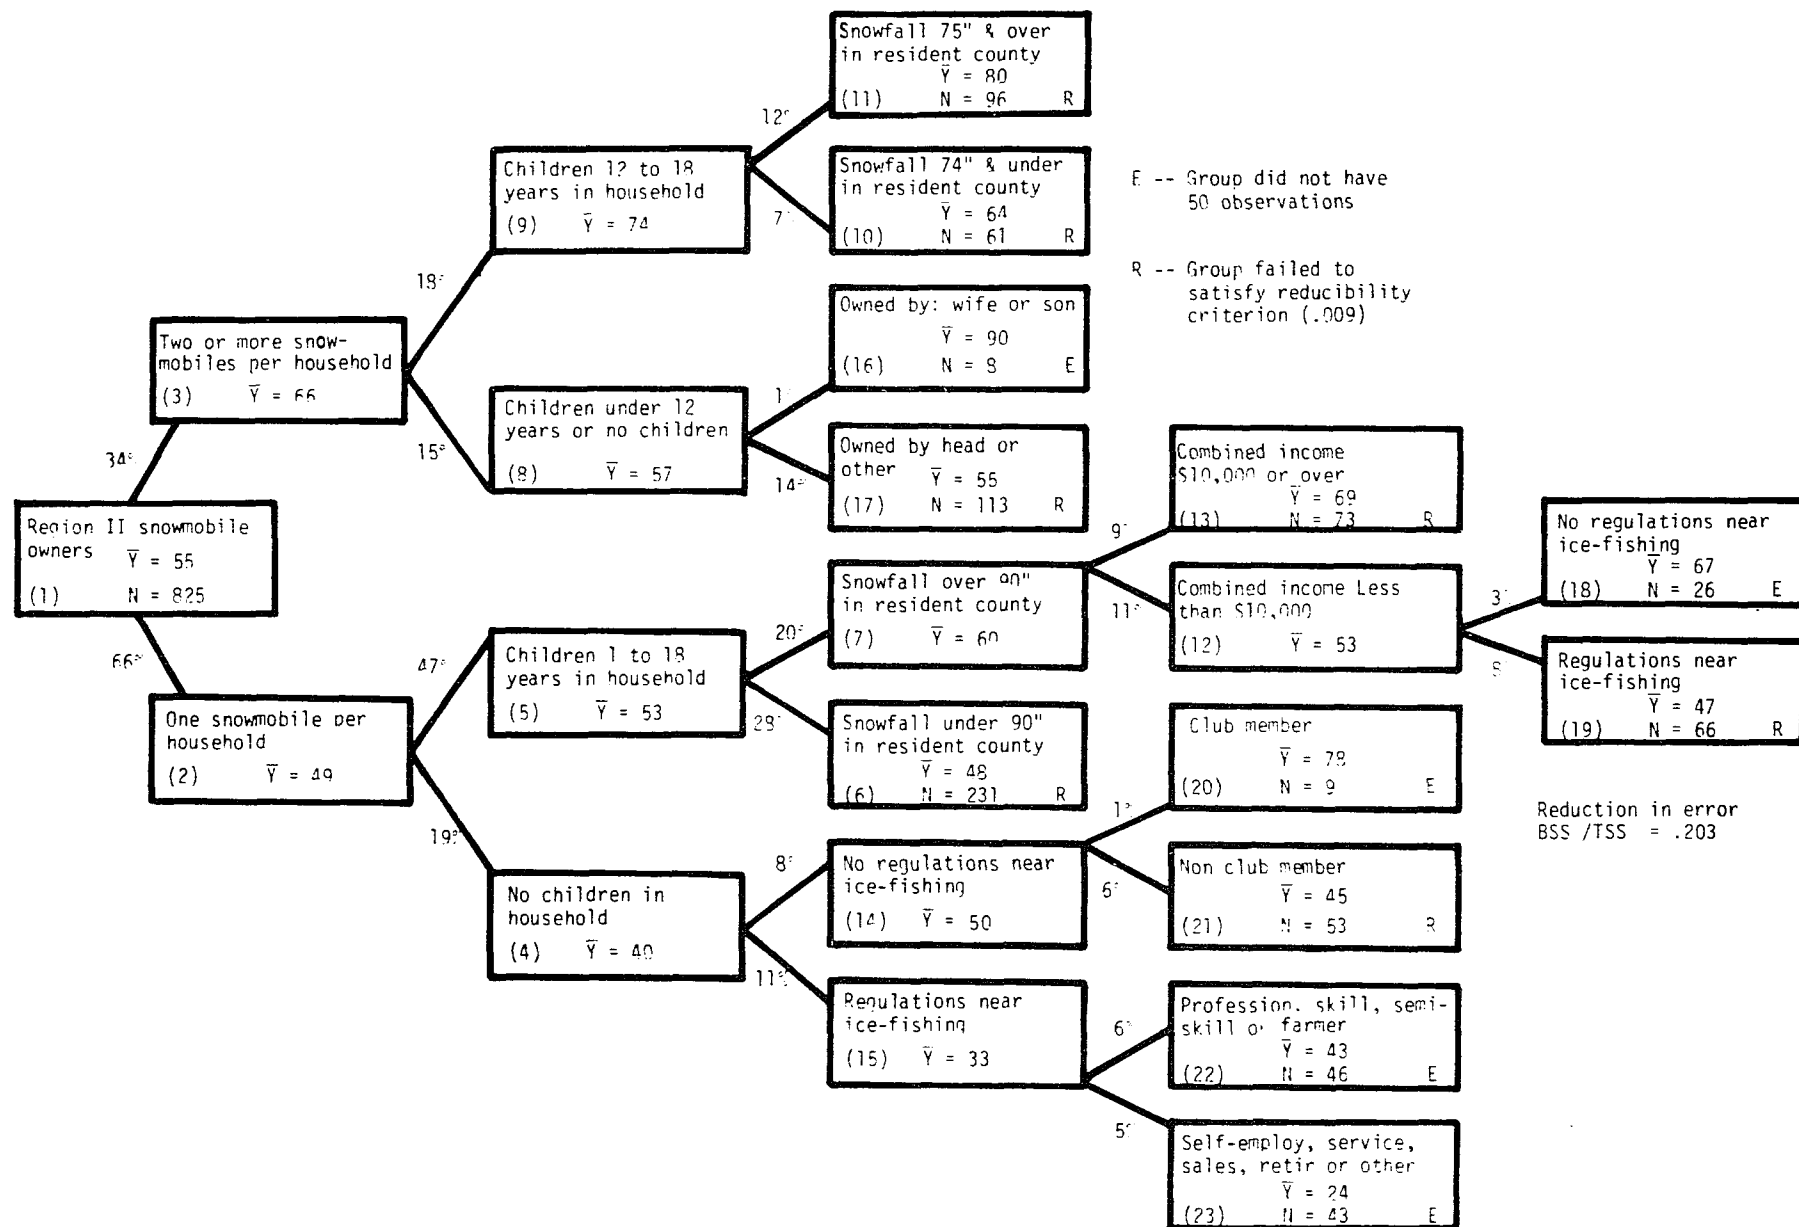 Snowfall 75" & over
in resident county
Ȳ = 80
(11) N = 96 R
12%
Children 12 to 18
years in household
(9) Ȳ = 74
7%
Snowfall 74" & under
in resident county
Ȳ = 64
(10) N = 61 R
E -- Group did not have
50 observations
R -- Group failed to
satisfy reducibility
criterion (.009)
18%
Two or more snow-
mobiles per household
(3) Ȳ = 66
Owned by: wife or son
Ȳ = 90
(16) N = 8 E
1%
15%
Children under 12
years or no children
(8) Ȳ = 57
14%
Owned by head or
other Ȳ = 55
(17) N = 113 R
34%
Region II snowmobile
owners Ȳ = 55
(1) N = 825
66%
One snowmobile per
household
(2) Ȳ = 49
47%
Children 1 to 18
years in household
(5) Ȳ = 53
20%
Snowfall over 90"
in resident county
(7) Ȳ = 60
9%
Combined income
$10,000 or over
Ȳ = 69
(13) N = 73 R
11%
Combined income Less
than $10,000
(12) Ȳ = 53
3%
No regulations near
ice-fishing
Ȳ = 67
(18) N = 26 E
8%
Regulations near
ice-fishing
Ȳ = 47
(19) N = 66 R
28%
Snowfall under 90"
in resident county
Ȳ = 48
(6) N = 231 R
19%
No children in
household
(4) Ȳ = 40
8%
No regulations near
ice-fishing
(14) Ȳ = 50
1%
Club member
Ȳ = 78
(20) N = 9 E
6%
Non club member
Ȳ = 45
(21) N = 53 R
11%
Regulations near
ice-fishing
(15) Ȳ = 33
6%
Profession. skill, semi-
skill or farmer
Ȳ = 43
(22) N = 46 E
5%
Self-employ, service,
sales, retir or other
Ȳ = 24
(23) N = 43 E
Reduction in error
BSS /TSS = .203